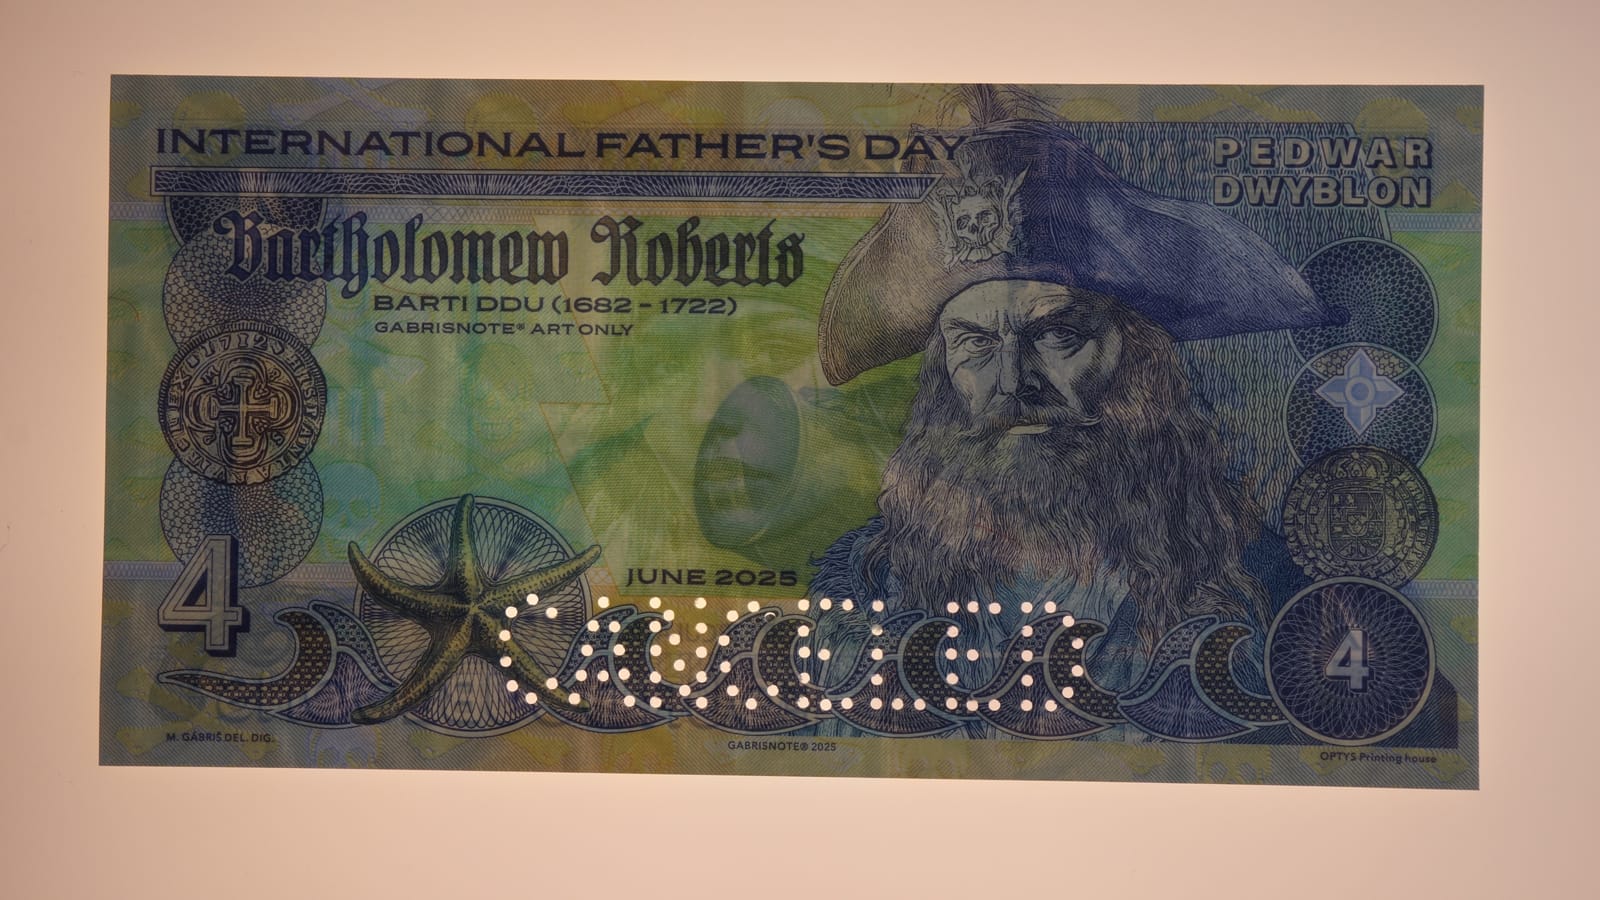 INTERNATIONAL FATHER'S DAY
PEDWAR
DWYBLON
Bartholomew Roberts
BARTI DDU (1682 – 1722)
GABRISNOTE® ART ONLY
4
JUNE 2025
CANCELED
4
M. GÁBRIŠ DEL. DIG.
GABRISNOTE® 2025
OPTYS Printing house